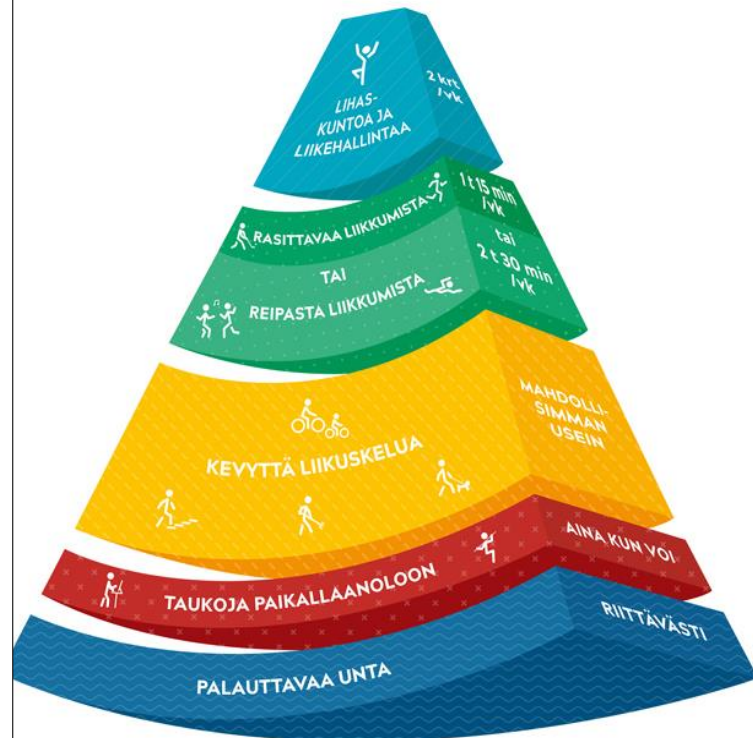 LIHAS-
KUNTOA JA
LIIKEHALLINTAA
2 krt
/vk
RASITTAVAA LIIKKUMISTA
1 t 15 min
/vk
TAI
tai
REIPASTA LIIKKUMISTA
2 t 30 min
/vk
KEVYTTÄ LIIKUSKELUA
MAHDOLLI-
SIMMAN
USEIN
TAUKOJA PAIKALLAANOLOON
AINA KUN VOI
PALAUTTAVAA UNTA
RIITTÄVÄSTI